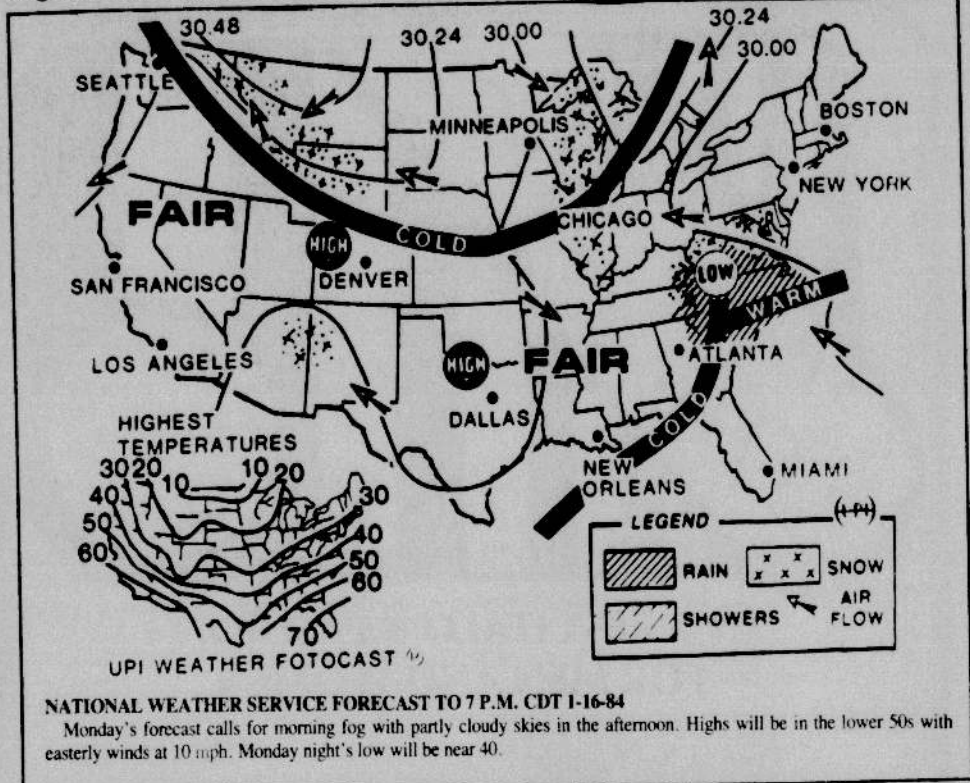 30.48
30.24
30.00
30.24
30.00
SEATTLE
MINNEAPOLIS
BOSTON
NEW YORK
FAIR
CHICAGO
COLD
HIGH
DENVER
LOW
SAN FRANCISCO
WARM
LOS ANGELES
HIGH
FAIR
ATLANTA
DALLAS
COLD
NEW
ORLEANS
MIAMI
HIGHEST
TEMPERATURES
30 20 10 10 20
40 30
50 40
60 50
60
70
UPI WEATHER FOTOCAST
LEGEND
(UPI)
RAIN
SNOW
SHOWERS
AIR
FLOW
NATIONAL WEATHER SERVICE FORECAST TO 7 P.M. CDT 1-16-84
Monday's forecast calls for morning fog with partly cloudy skies in the afternoon. Highs will be in the lower 50s with
easterly winds at 10 mph. Monday night's low will be near 40.